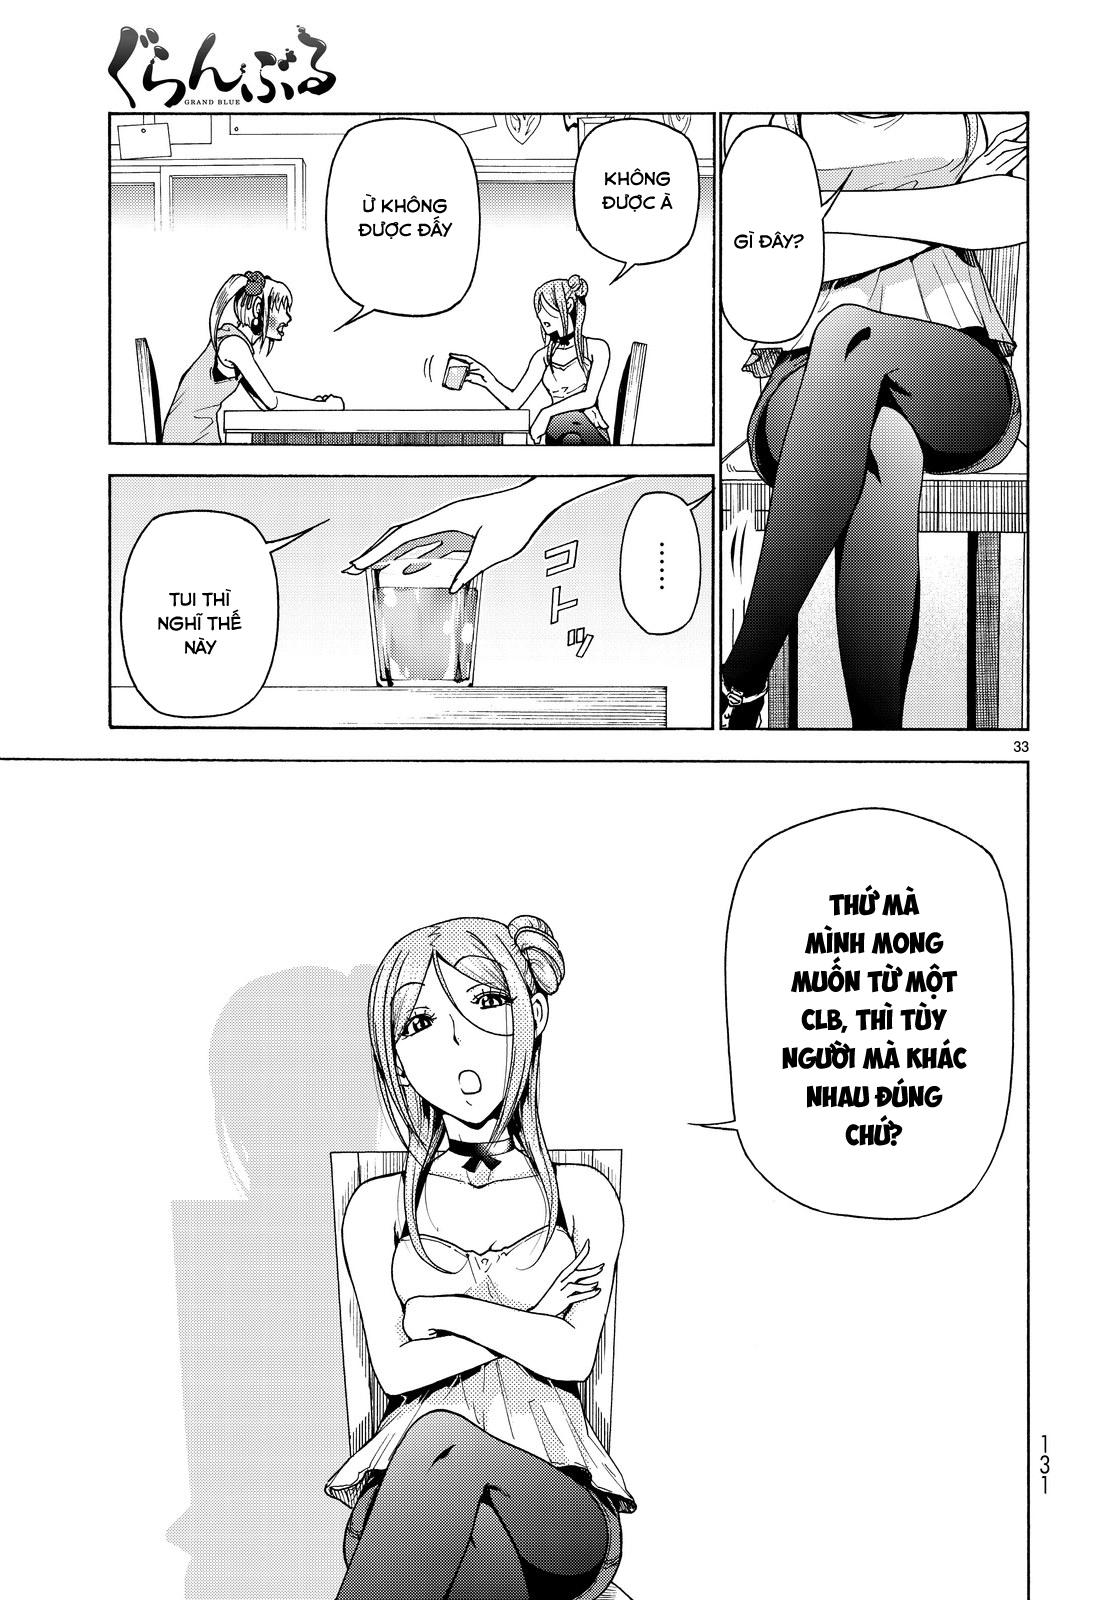 ぐらんぶる
GRAND BLUE
GÌ ĐÂY?
KHÔNG
ĐƯỢC À
Ừ KHÔNG
ĐƯỢC ĐẤY
........
コトッ
TUI THÌ
NGHĨ THẾ
NÀY
33
THỨ MÀ
MÌNH MONG
MUỐN TỪ MỘT
CLB, THÌ TÙY
NGƯỜI MÀ KHÁC
NHAU ĐÚNG
CHỨ?
131